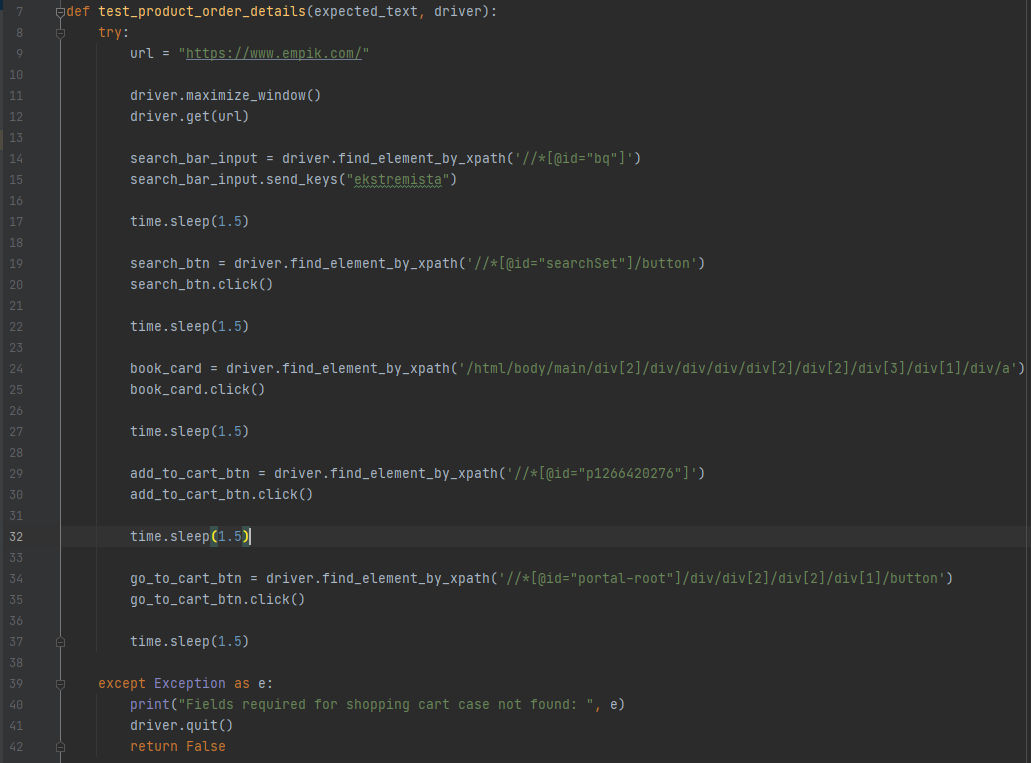 7 def test_product_order_details(expected_text, driver):
8 try:
9 url = "https://www.empik.com/"
10
11 driver.maximize_window()
12 driver.get(url)
13
14 search_bar_input = driver.find_element_by_xpath('//*[@id="bq"]')
15 search_bar_input.send_keys("ekstremista")
16
17 time.sleep(1.5)
18
19 search_btn = driver.find_element_by_xpath('//*[@id="searchSet"]/button')
20 search_btn.click()
21
22 time.sleep(1.5)
23
24 book_card = driver.find_element_by_xpath('/html/body/main/div[2]/div/div/div/div[2]/div[2]/div[3]/div[1]/div/a')
25 book_card.click()
26
27 time.sleep(1.5)
28
29 add_to_cart_btn = driver.find_element_by_xpath('//*[@id="p1266420276"]')
30 add_to_cart_btn.click()
31
32 time.sleep(1.5)
33
34 go_to_cart_btn = driver.find_element_by_xpath('//*[@id="portal-root"]/div/div[2]/div[2]/div[1]/button')
35 go_to_cart_btn.click()
36
37 time.sleep(1.5)
38
39 except Exception as e:
40 print("Fields required for shopping cart case not found: ", e)
41 driver.quit()
42 return False